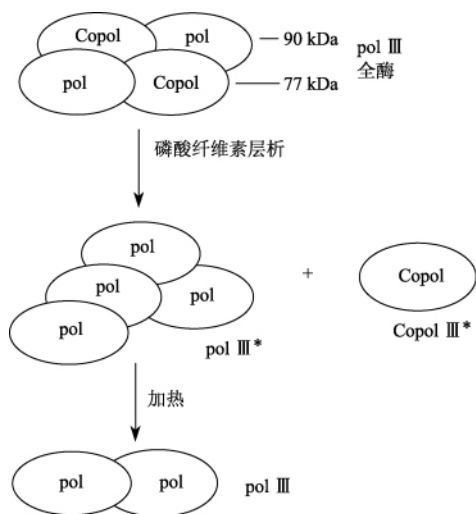 Copol
pol
90 kDa
pol Ⅲ
全酶
pol
Copol
77 kDa
磷酸纤维素层析
pol
pol
pol
pol
pol Ⅲ*
+
Copol
Copol Ⅲ*
加热
pol
pol
pol Ⅲ